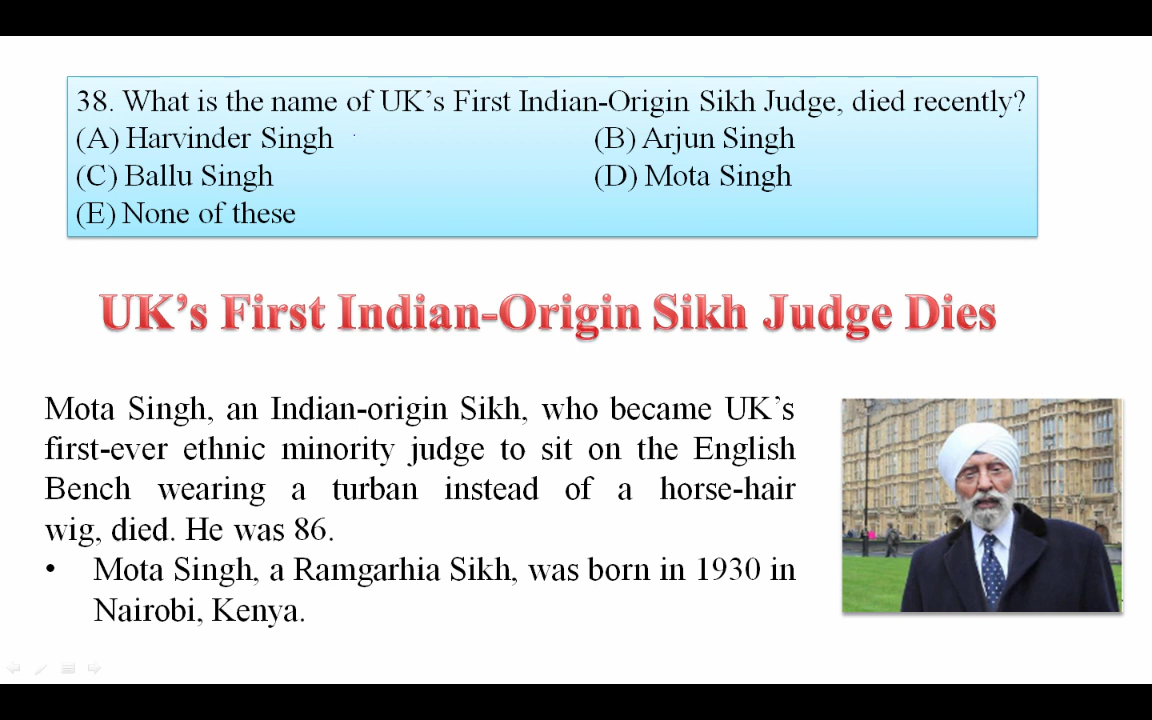 38. What is the name of UK's First Indian-Origin Sikh Judge, died recently?
(A) Harvinder Singh (B) Arjun Singh
(C) Ballu Singh (D) Mota Singh
(E) None of these
UK's First Indian-Origin Sikh Judge Dies
Mota Singh, an Indian-origin Sikh, who became UK's
first-ever ethnic minority judge to sit on the English
Bench wearing a turban instead of a horse-hair
wig, died. He was 86.
• Mota Singh, a Ramgarhia Sikh, was born in 1930 in
Nairobi, Kenya.